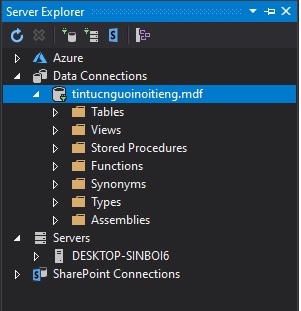 Server Explorer
Azure
Data Connections
tintucnguoinoitieng.mdf
Tables
Views
Stored Procedures
Functions
Synonyms
Types
Assemblies
Servers
DESKTOP-SINBOI6
SharePoint Connections